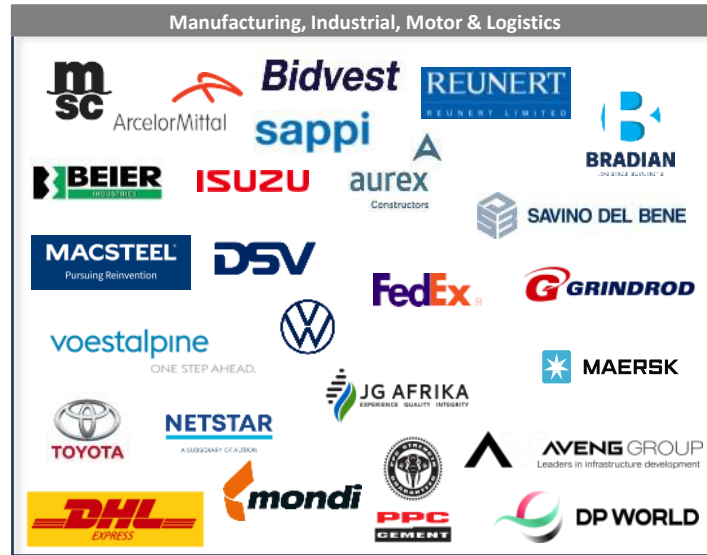 Manufacturing, Industrial, Motor & Logistics
m
sc
ArcelorMittal
Bidvest
REUNERT
REUNERT LIMITED
sappi
BRADIAN
BEIER
INDUSTRIES
ISUZU
aurex
Constructors
SAVINO DEL BENE
MACSTEEL
Pursuing Reinvention
DSV
FedEx
GRINDROD
voestalpine
ONE STEP AHEAD.
MAERSK
JG AFRIKA
EXPERIENCE QUALITY INTEGRITY
TOYOTA
NETSTAR
A SUBSIDIARY OF ALTRON
AVENG GROUP
Leaders in infrastructure development
DHL
EXPRESS
mondi
PPC
CEMENT
DP WORLD